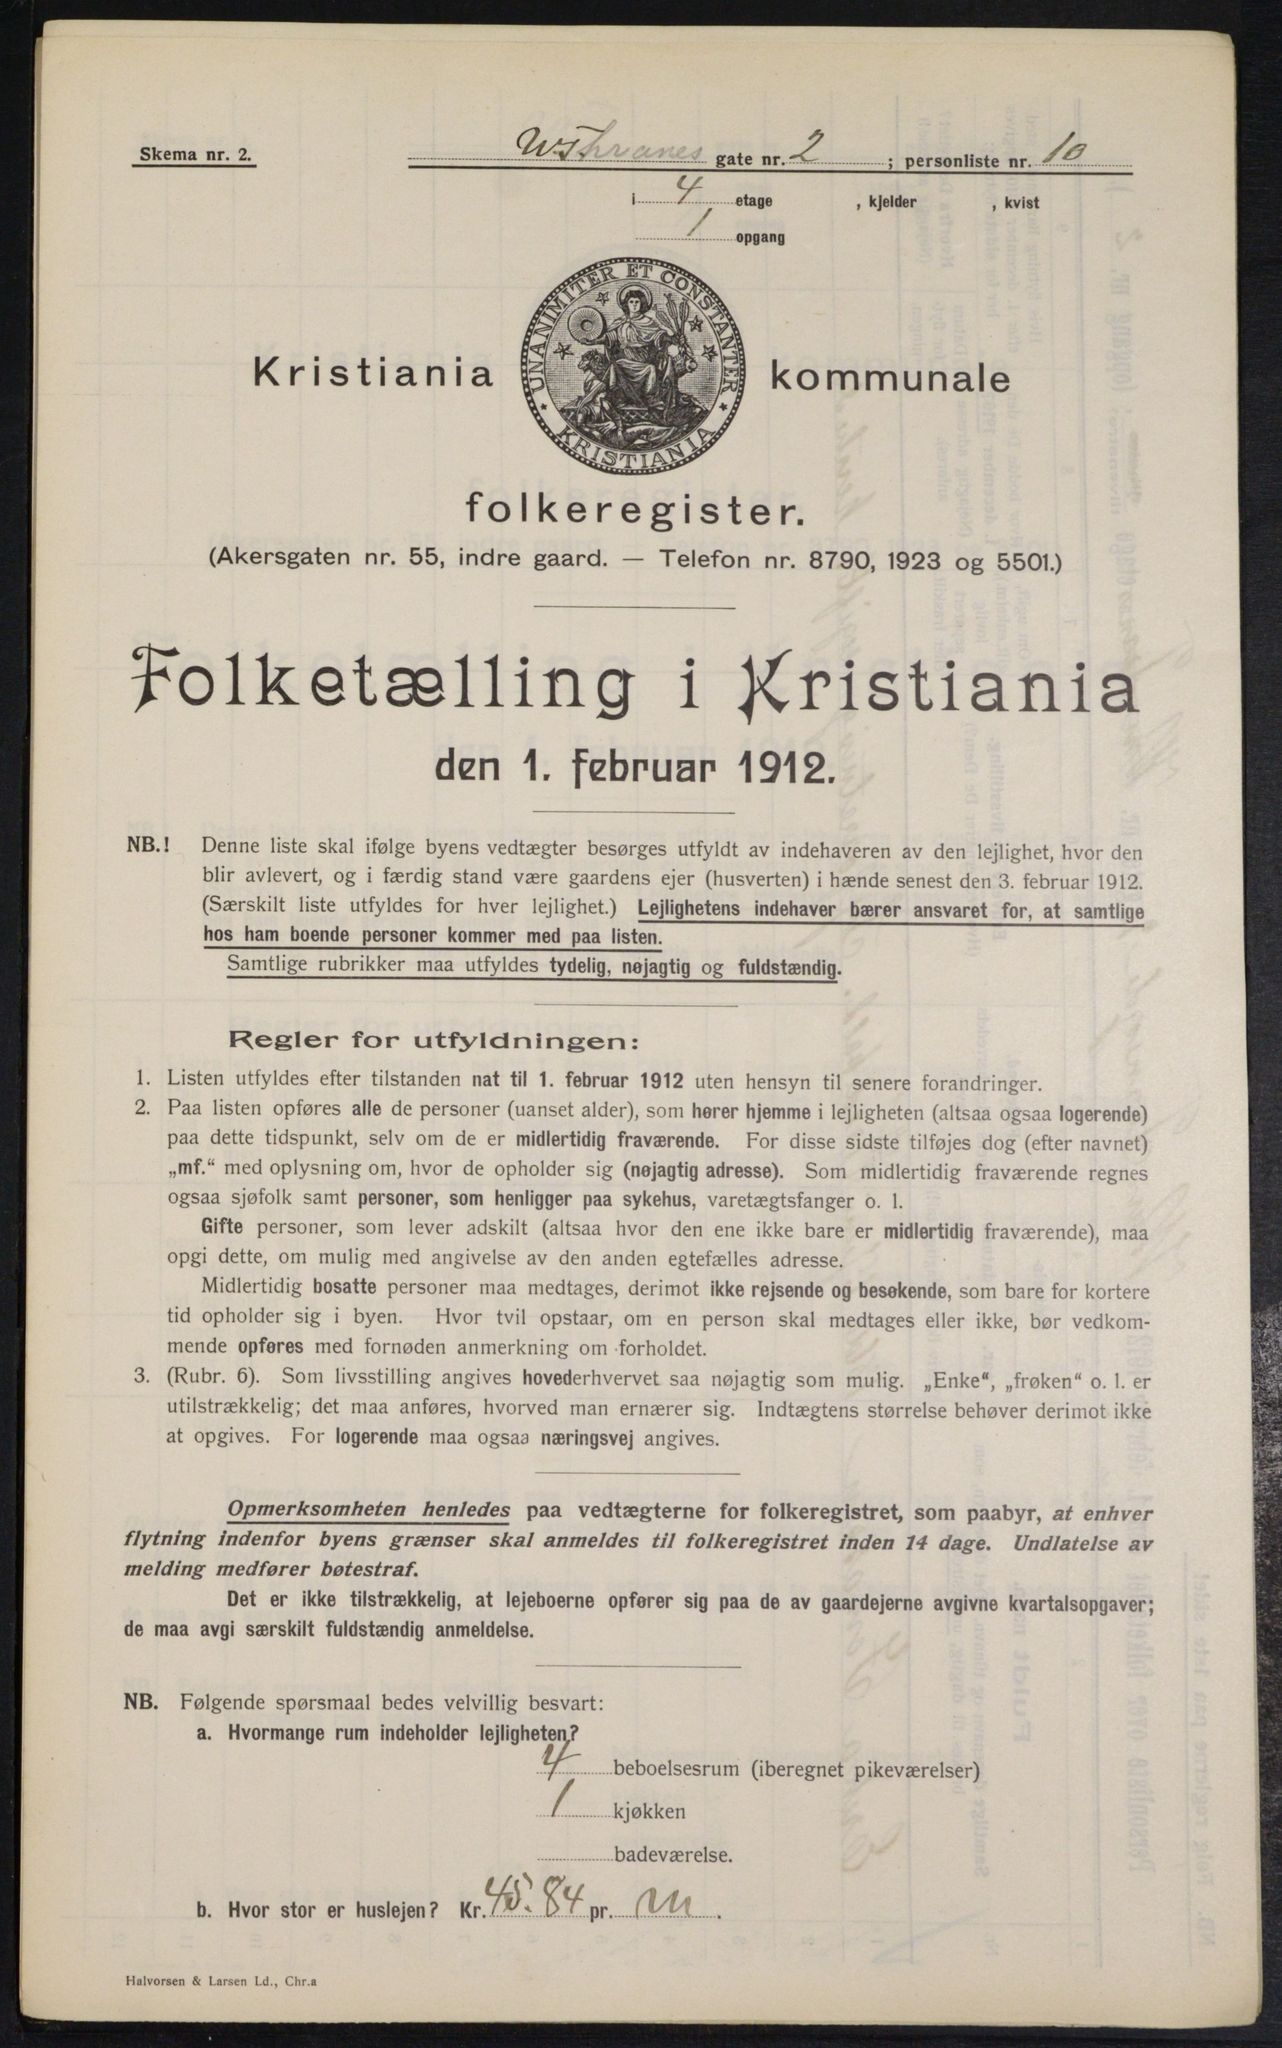 Skema nr. 2.
W Thranes gate nr. 2 ; personliste nr. 10
i 4 etage , kjelder , kvist
1 opgang
UNANIMITER ET CONSTANTER
KRISTIANIA
Kristiania kommunale
folkeregister.
(Akersgaten nr. 55, indre gaard. — Telefon nr. 8790, 1923 og 5501.)
Folketælling i Kristiania
den 1. februar 1912.
NB.! Denne liste skal ifølge byens vedtægter besørges utfyldt av indehaveren av den lejlighet, hvor den
blir avlevert, og i færdig stand være gaardens ejer (husverten) i hænde senest den 3. februar 1912.
(Særskilt liste utfyldes for hver lejlighet.) Lejlighetens indehaver bærer ansvaret for, at samtlige
hos ham boende personer kommer med paa listen.
Samtlige rubrikker maa utfyldes tydelig, nøjagtig og fuldstændig.
Regler for utfyldningen:
1. Listen utfyldes efter tilstanden nat til 1. februar 1912 uten hensyn til senere forandringer.
2. Paa listen opføres alle de personer (uanset alder), som hører hjemme i lejligheten (altsaa ogsaa logerende)
paa dette tidspunkt, selv om de er midlertidig fraværende. For disse sidste tilføjes dog (efter navnet)
„mf.“ med oplysning om, hvor de opholder sig (nøjagtig adresse). Som midlertidig fraværende regnes
ogsaa sjøfolk samt personer, som henligger paa sykehus, varetægtsfanger o. l.
Gifte personer, som lever adskilt (altsaa hvor den ene ikke bare er midlertidig fraværende), maa
opgi dette, om mulig med angivelse av den anden egtefælles adresse.
Midlertidig bosatte personer maa medtages, derimot ikke rejsende og besøkende, som bare for kortere
tid opholder sig i byen. Hvor tvil opstaar, om en person skal medtages eller ikke, bør vedkom-
mende opføres med fornøden anmerkning om forholdet.
3. (Rubr. 6). Som livsstilling angives hovederhvervet saa nøjagtig som mulig. „Enke“, „frøken“ o. l. er
utilstrækkelig; det maa anføres, hvorved man ernærer sig. Indtægtens størrelse behøver derimot ikke
at opgives. For logerende maa ogsaa næringsvej angives.
Opmerksomheten henledes paa vedtægterne for folkeregistret, som paabyr, at enhver
flytning indenfor byens grænser skal anmeldes til folkeregistret inden 14 dage. Undlatelse av
melding medfører bøtestraf.
Det er ikke tilstrækkelig, at lejeboerne opfører sig paa de av gaardejerne avgivne kvartalsopgaver;
de maa avgi særskilt fuldstændig anmeldelse.
NB. Følgende spørsmaal bedes velvillig besvart:
a. Hvormange rum indeholder lejligheten?
4 beboelsesrum (iberegnet pikeværelser)
1 kjøkken
badeværelse.
b. Hvor stor er huslejen? Kr. 45.84 pr. M.
Halvorsen & Larsen Ld., Chr.a